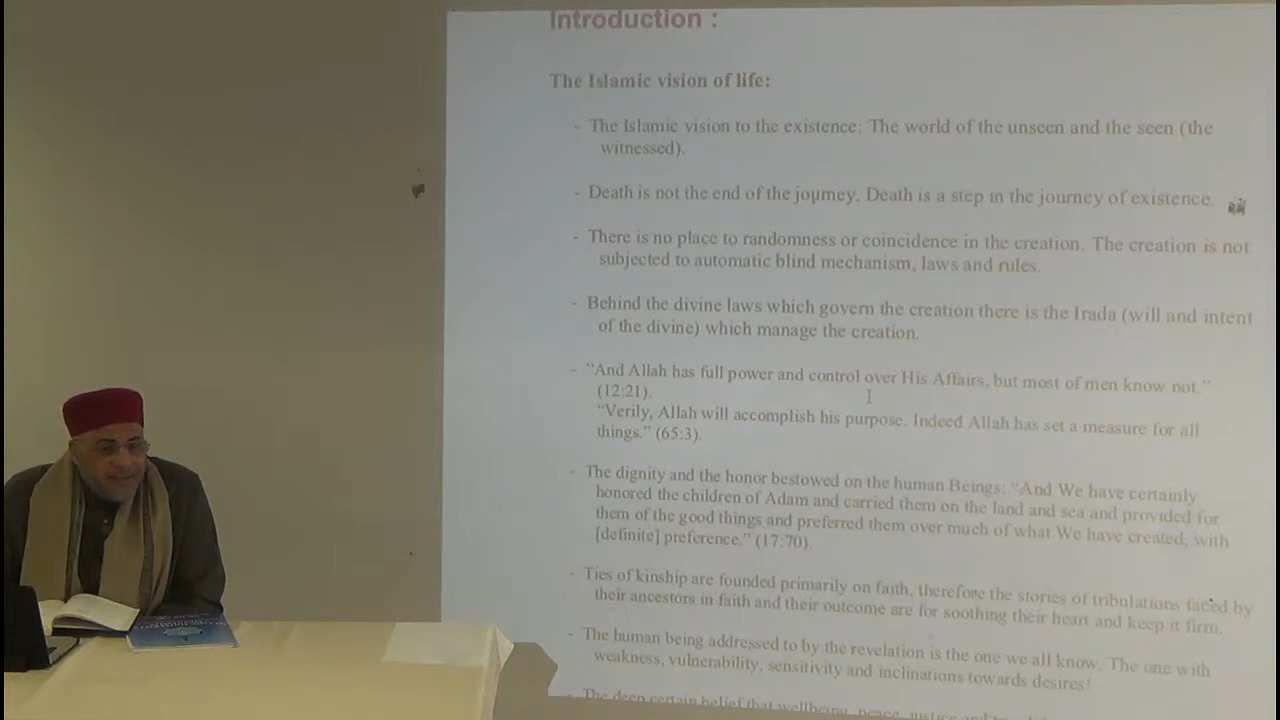 Introduction :
The Islamic vision of life:
- The Islamic vision to the existence: The world of the unseen and the seen (the
witnessed).
- Death is not the end of the journey. Death is a step in the journey of existence.
- There is no place to randomness or coincidence in the creation. The creation is not
subjected to automatic blind mechanism, laws and rules.
- Behind the divine laws which govern the creation there is the Irada (will and intent
of the divine) which manage the creation.
- “And Allah has full power and control over His Affairs, but most of men know not.”
(12:21).
“Verily, Allah will accomplish his purpose. Indeed Allah has set a measure for all
things.” (65:3).
- The dignity and the honor bestowed on the human Beings: “And We have certainly
honored the children of Adam and carried them on the land and sea and provided for
them of the good things and preferred them over much of what We have created, with
[definite] preference.” (17:70).
- Ties of kinship are founded primarily on faith, therefore the stories of tribulations faced by
their ancestors in faith and their outcome are for soothing their heart and keep it firm.
- The human being addressed to by the revelation is the one we all know. The one with
weakness, vulnerability, sensitivity and inclinations towards desires!
- The deep certain belief that wellbeing, peace, justice and